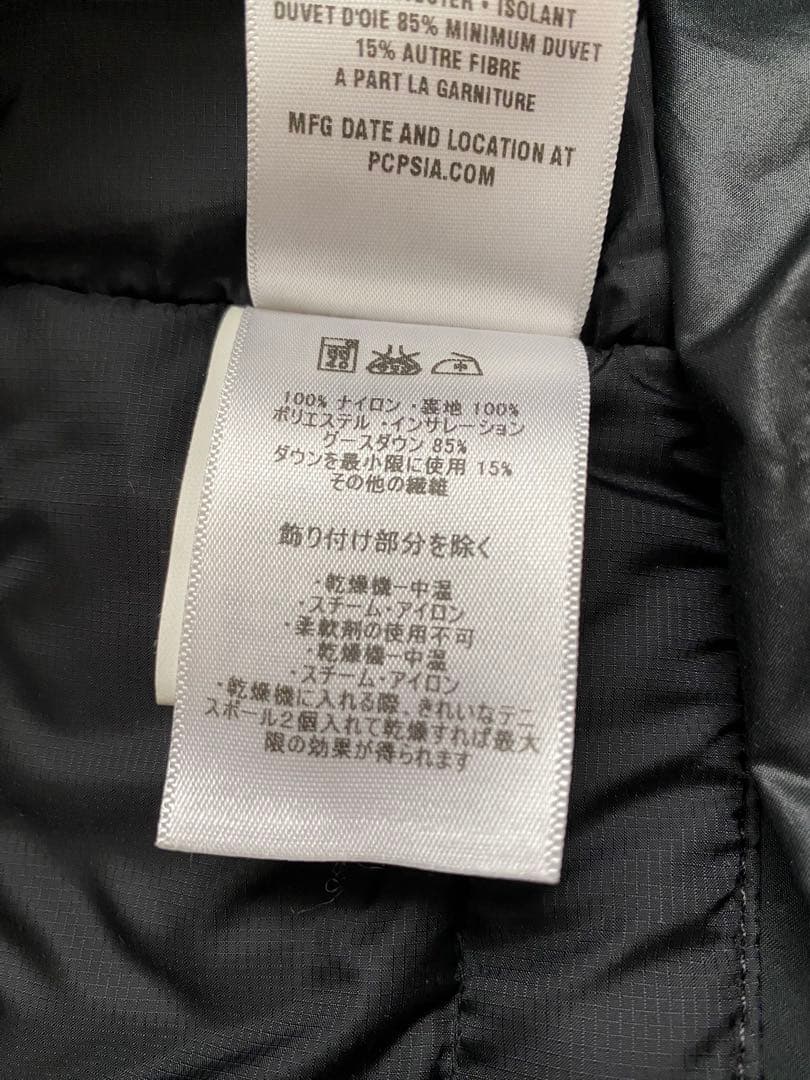 • ISOLANT
DUVET D'OIE 85% MINIMUM DUVET
15% AUTRE FIBRE
A PART LA GARNITURE
MFG DATE AND LOCATION AT
PCPSIA.COM
100% ナイロン・裏地 100%
ポリエステル・インサレーション
グースダウン 85%
ダウンを最小限に使用 15%
その他の繊維
飾り付け部分を除く
・乾燥機ー中温
・スチーム・アイロン
・柔軟剤の使用不可
・乾燥機ー中温
・スチーム・アイロン
・乾燥機に入れる際、きれいなテニ
スボール2個入れて乾燥すれば最大
限の効果が得られます